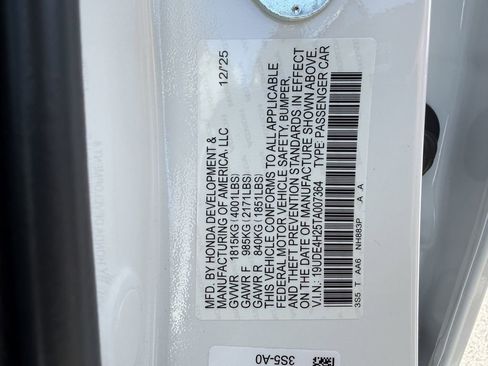 12/25
MFD. BY HONDA DEVELOPMENT &
MANUFACTURING OF AMERICA, LLC
GVWR 1815KG(4001LBS)
GAWR F 985KG(2171LBS)
GAWR R 840KG(1851LBS)
THIS VEHICLE CONFORMS TO ALL APPLICABLE
FEDERAL MOTOR VEHICLE SAFETY, BUMPER,
AND THEFT PREVENTION STANDARDS IN EFFECT
ON THE DATE OF MANUFACTURE SHOWN ABOVE.
V.I.N.: 19UDE4H25TA007364 TYPE: PASSENGER CAR
3S5 T AA6 NH883P A A
3S5-A0